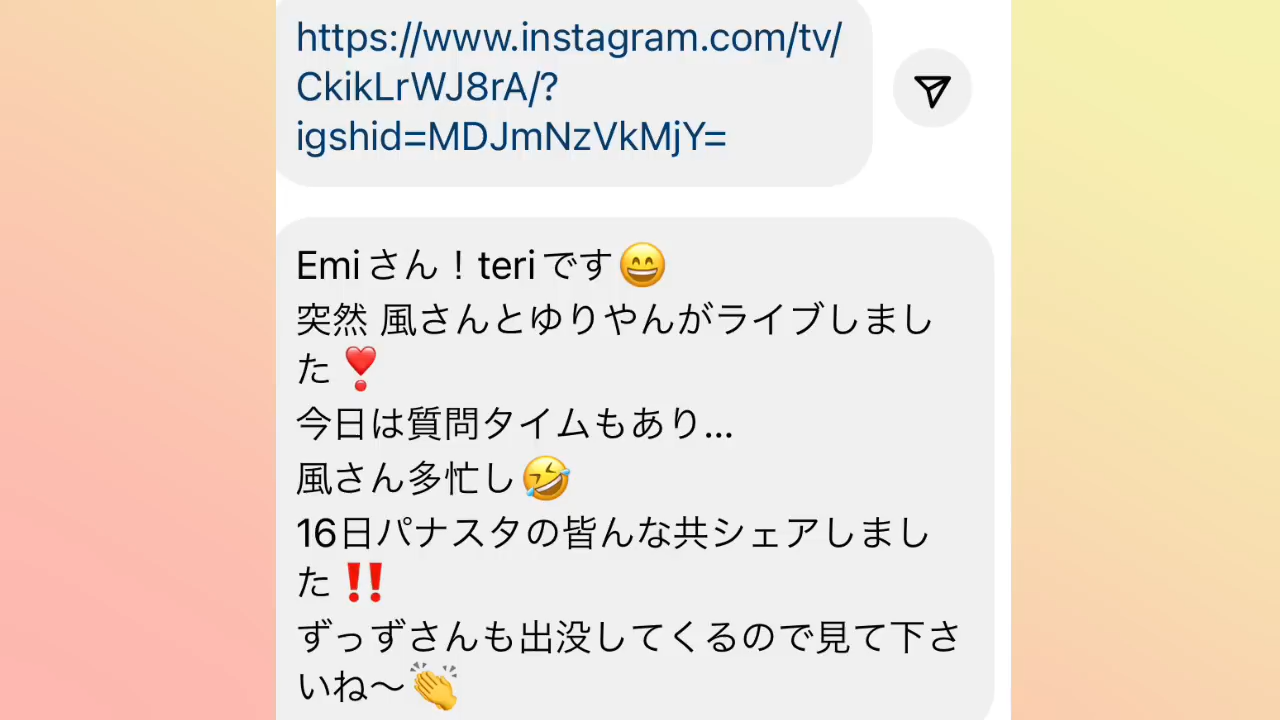 https://www.instagram.com/tv/
CkikLrWJ8rA/?
igshid=MDJmNzVkMjY=
Emiさん！teriです😄
突然 風さんとゆりやんがライブしまし
た❣️
今日は質問タイムもあり...
風さん多忙し🤣
16日パナスタの皆んな共シェアしまし
た‼️
ずっずさんも出没してくるので見て下さ
いね〜👏